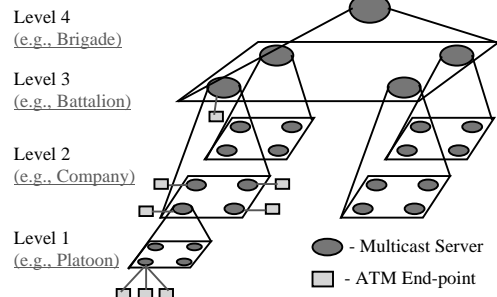 Level 4
(e.g., Brigade)
Level 3
(e.g., Battalion)
Level 2
(e.g., Company)
Level 1
(e.g., Platoon)
- Multicast Server
- ATM End-point